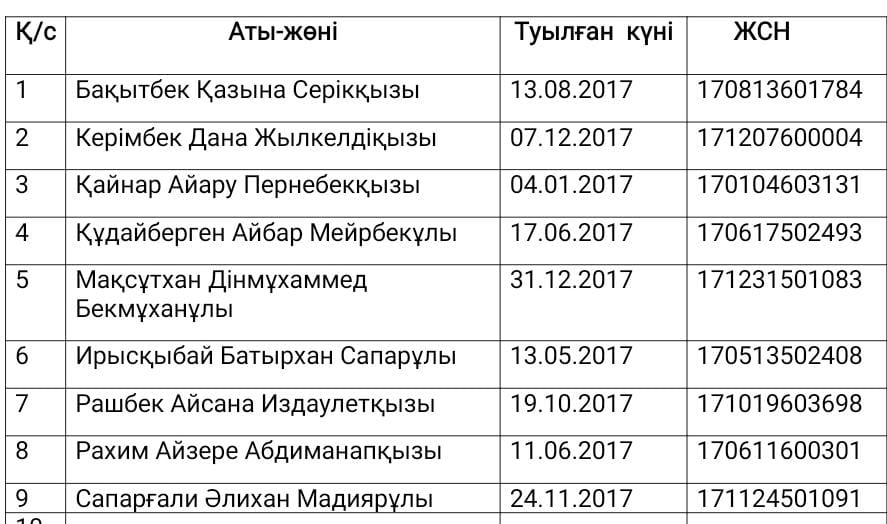 Қ/с Аты-жөні Туылған күні ЖСН
1 Бақытбек Қазына Серікқызы 13.08.2017 170813601784
2 Керімбек Дана Жылкелдіқызы 07.12.2017 171207600004
3 Қайнар Айару Пернебекқызы 04.01.2017 170104603131
4 Құдайберген Айбар Мейрбекұлы 17.06.2017 170617502493
5 Мақсұтхан Дінмұхаммед 31.12.2017 171231501083
Бекмұханұлы
6 Ирысқыбай Батырхан Сапарұлы 13.05.2017 170513502408
7 Рашбек Айсана Издаулетқызы 19.10.2017 171019603698
8 Рахим Айзере Абдиманапқызы 11.06.2017 170611600301
9 Сапарғали Әлихан Мадиярұлы 24.11.2017 171124501091